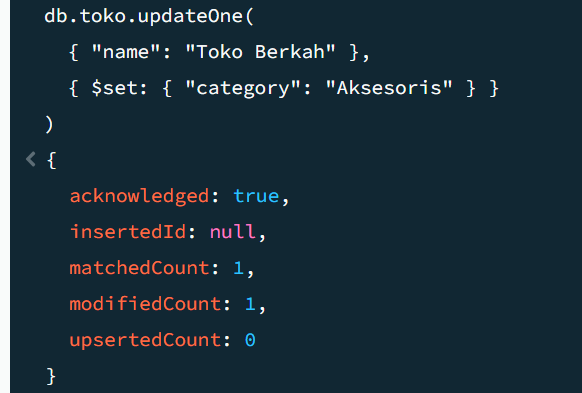 db.toko.updateOne(
{ "name": "Toko Berkah" },
{ $set: { "category": "Aksesoris" } }
)
< {
acknowledged: true,
insertedId: null,
matchedCount: 1,
modifiedCount: 1,
upsertedCount: 0
}